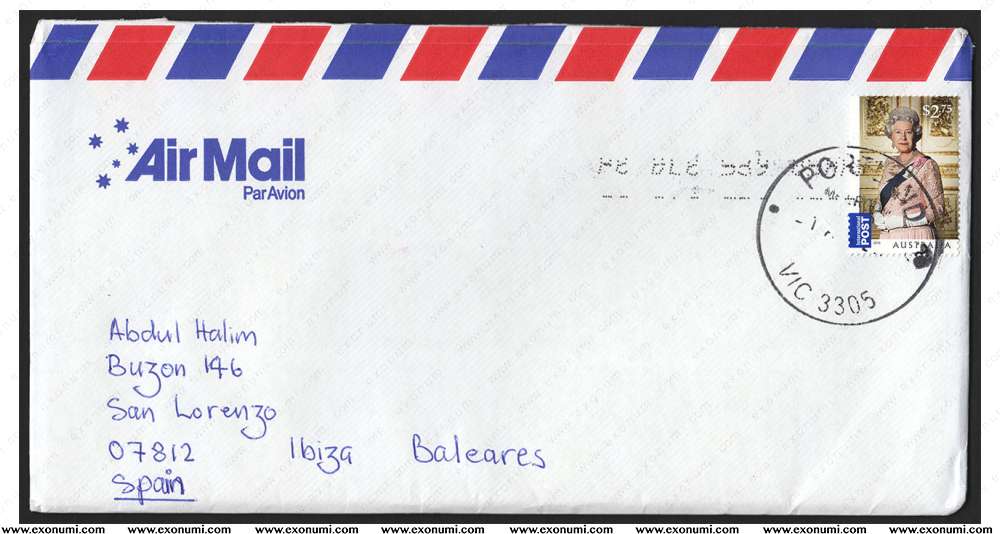 Air Mail
Par Avion
$2.75
PORTLAND
International
POST
AUSTRALIA
VIC 3305
Abdul Halim
Buzon 146
San Lorenzo
07812 Ibiza Baleares
Spain
www.exonumi.com www.exonumi.com www.exonumi.com www.exonumi.com www.exonumi.com www.exonumi.com www.exonumi.com www.exonumi.com